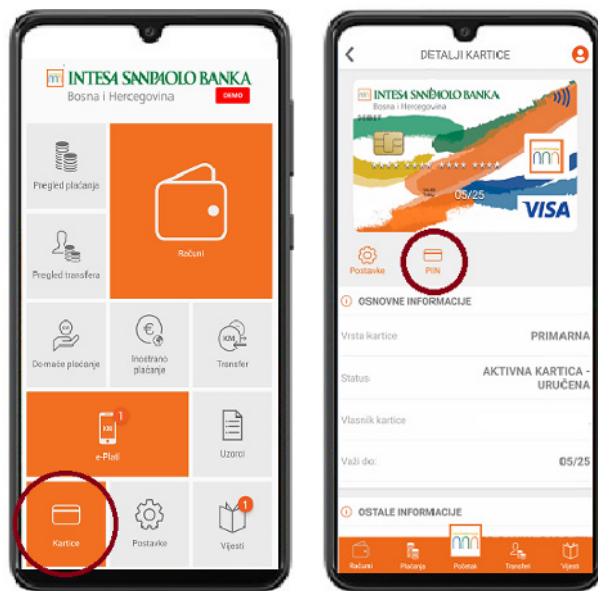 INTESA SANPAOLO BANKA
Bosna i Hercegovina
DEMO
Pregled plaćanja
Računi
Pregled transfera
Domaće plaćanje
Inostrano
plaćanje
KM
Transfer
1
KM
e-Plati
Uzorci
Kartice
Postavke
1
Vijesti
DETALJI KARTICE
INTESA SANPAOLO BANKA
Bosna i Hercegovina
DEBIT
**** **** **** ****
05/25
VISA
Postavke
PIN
OSNOVNE INFORMACIJE
Vrsta kartice
PRIMARNA
Status
AKTIVNA KARTICA -
URUČENA
Vlasnik kartice
Važi do:
05/25
OSTALE INFORMACIJE
Računi
Plaćanja
Početak
Transferi
Vijesti